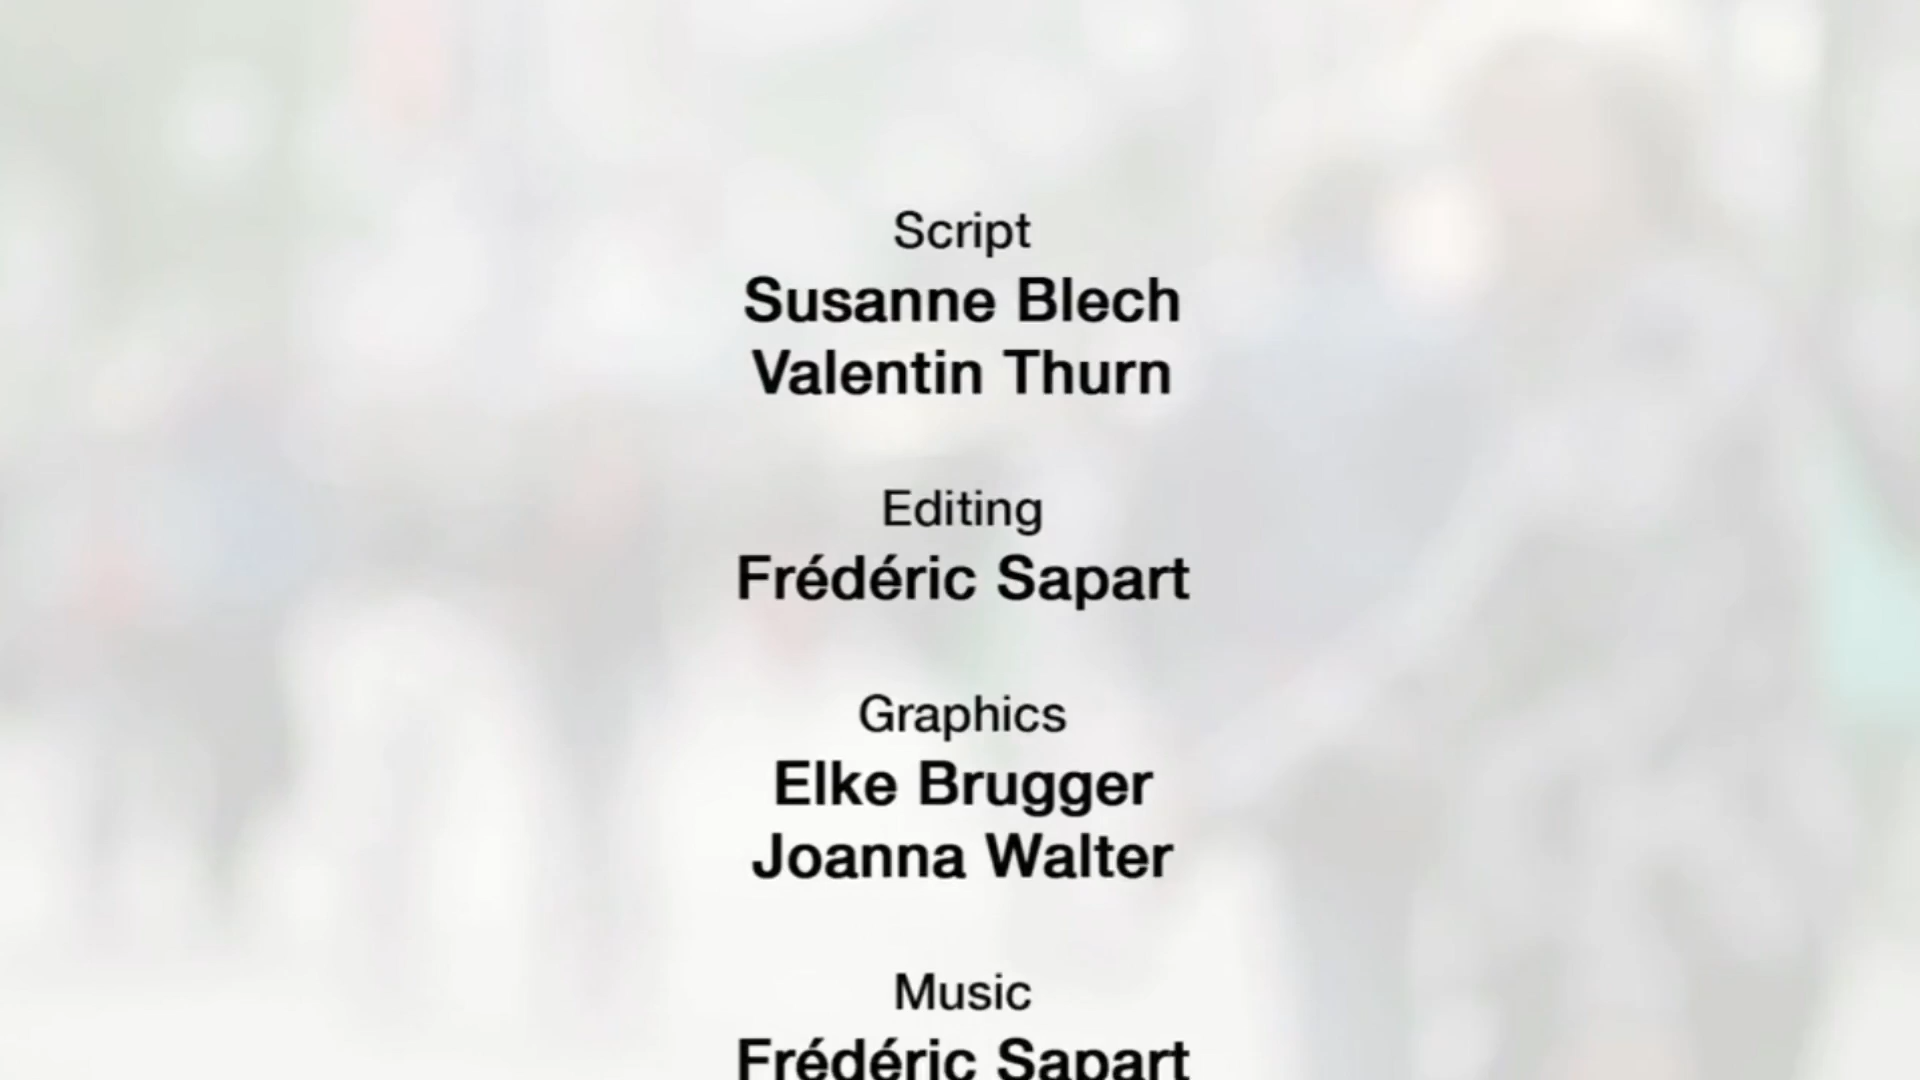 Script
Susanne Blech
Valentin Thurn
Editing
Frédéric Sapart
Graphics
Elke Brugger
Joanna Walter
Music
Frédéric Sapart